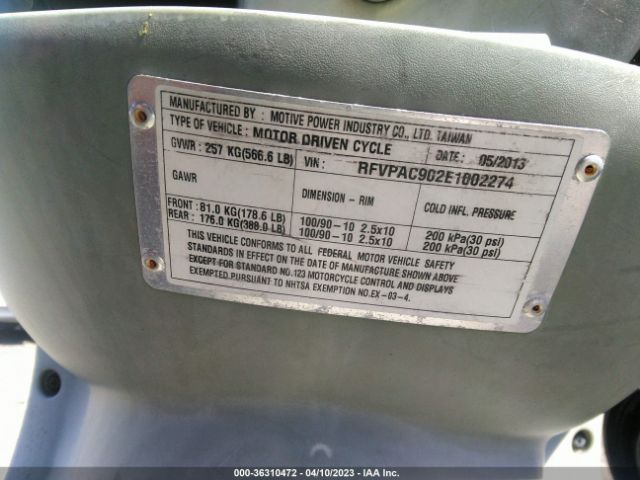 MANUFACTURED BY : MOTIVE POWER INDUSTRY CO., LTD. TAIWAN
TYPE OF VEHICLE : MOTOR DRIVEN CYCLE DATE: 05/2013
GVWR : 257 KG(566.6 LB) VIN : RFVPAC902E1002274
GAWR DIMENSION - RIM COLD INFL. PRESSURE
FRONT : 81.0 KG(178.6 LB) 100/90-10 2.5x10 200 kPa(30 psi)
REAR : 176.0 KG(388.0 LB) 100/90-10 2.5x10 200 kPa(30 psi)
THIS VEHICLE CONFORMS TO ALL FEDERAL MOTOR VEHICLE SAFETY
STANDARDS IN EFFECT ON THE DATE OF MANUFACTURE SHOWN ABOVE
EXCEPT FOR STANDARD NO.123 MOTORCYCLE CONTROL AND DISPLAYS
EXEMPTED.PURSUANT TO NHTSA EXEMPTION NO.EX -03-4.
000-36310472 - 04/10/2023 - IAA Inc.